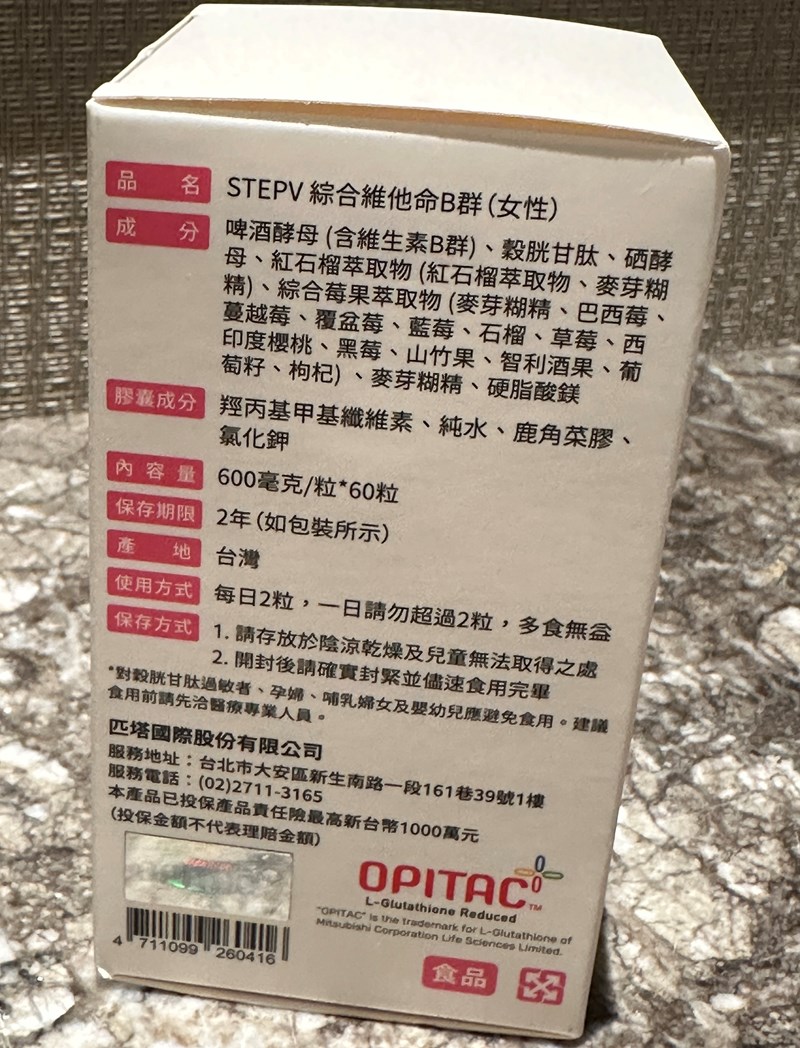 品名 STEPV 綜合維他命B群(女性)
成分 啤酒酵母 (含維生素B群)、穀胱甘肽、硒酵
母、紅石榴萃取物 (紅石榴萃取物、麥芽糊
精)、綜合莓果萃取物 (麥芽糊精、巴西莓、
蔓越莓、覆盆莓、藍莓、石榴、草莓、西
印度櫻桃、黑莓、山竹果、智利酒果、葡
萄籽、枸杞) 、麥芽糊精、硬脂酸鎂
膠囊成分 羥丙基甲基纖維素、純水、鹿角菜膠、
氯化鉀
內容量 600毫克/粒*60粒
保存期限 2年 (如包裝所示)
產地 台灣
使用方式 每日2粒，一日請勿超過2粒，多食無益
保存方式 1. 請存放於陰涼乾燥及兒童無法取得之處
2. 開封後請確實封緊並儘速食用完畢
*對穀胱甘肽過敏者、孕婦、哺乳婦女及嬰幼兒應避免食用。建議
食用前請先洽醫療專業人員。
匹塔國際股份有限公司
服務地址：台北市大安區新生南路一段161巷39號1樓
服務電話：(02)2711-3165
本產品已投保產品責任險最高新台幣1000萬元
(投保金額不代表理賠金額)
OPITAC™
L-Glutathione Reduced
"OPITAC" is the trademark for L-Glutathione of
Mitsubishi Corporation Life Sciences Limited.
4 711099 260416
食品